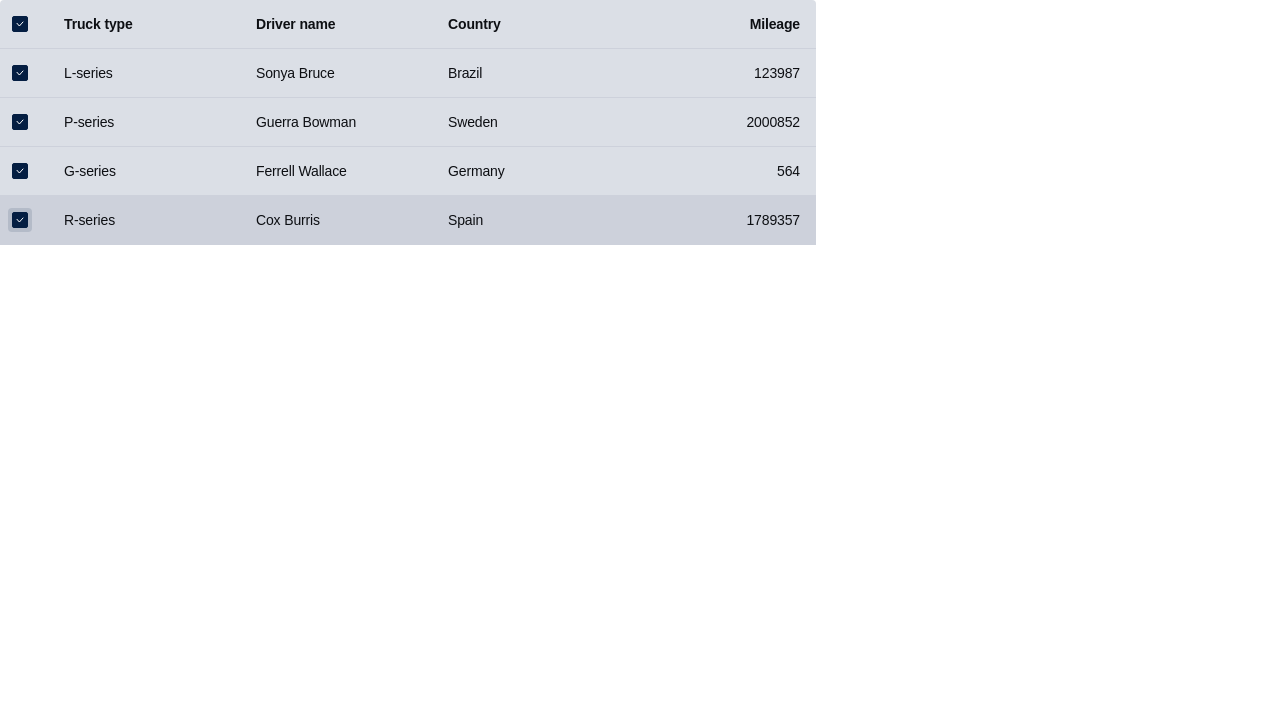 Truck type Driver name Country Mileage
L-series Sonya Bruce Brazil 123987
P-series Guerra Bowman Sweden 2000852
G-series Ferrell Wallace Germany 564
R-series Cox Burris Spain 1789357